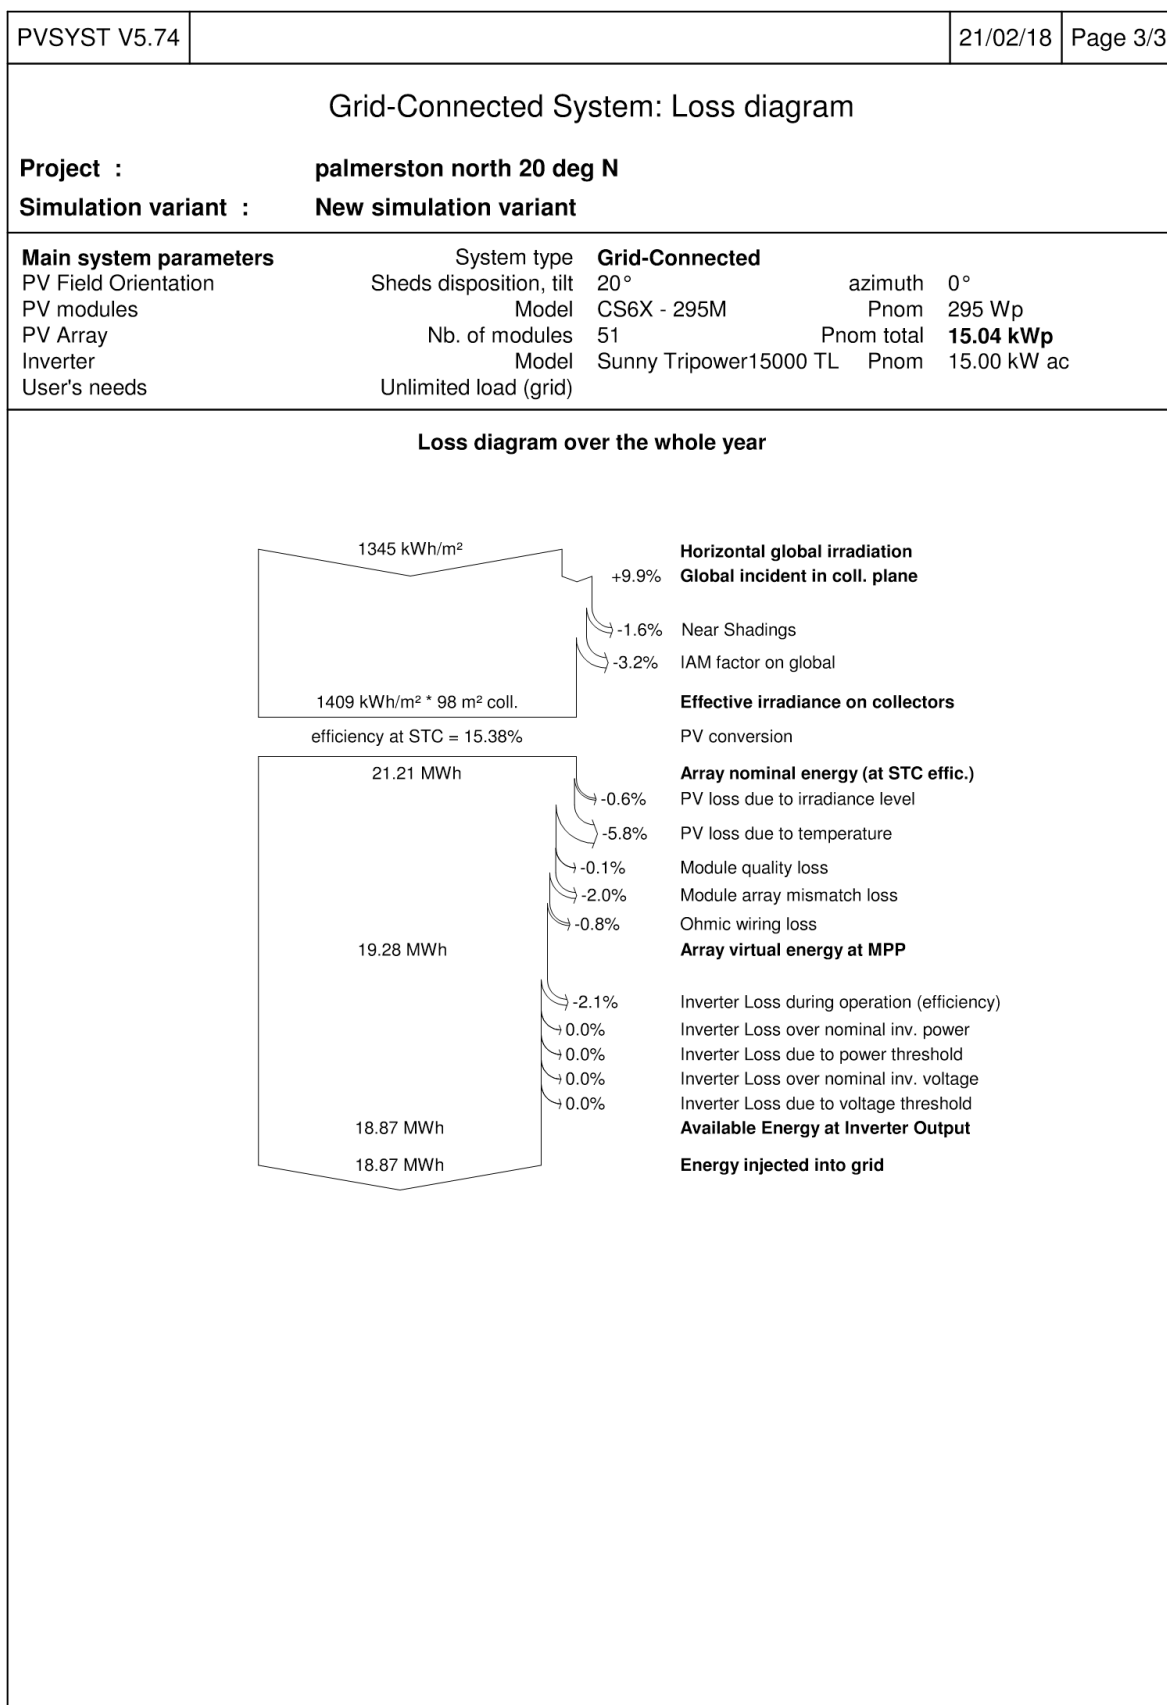 PVSYST V5.74 21/02/18 Page 3/3
Grid-Connected System: Loss diagram
Project : palmerston north 20 deg N
Simulation variant : New simulation variant
Main system parameters System type Grid-Connected
PV Field Orientation Sheds disposition, tilt 20° azimuth 0°
PV modules Model CS6X - 295M Pnom 295 Wp
PV Array Nb. of modules 51 Pnom total 15.04 kWp
Inverter Model Sunny Tripower15000 TL Pnom 15.00 kW ac
User's needs Unlimited load (grid)
Loss diagram over the whole year
1345 kWh/m² Horizontal global irradiation
+9.9% Global incident in coll. plane
-1.6% Near Shadings
-3.2% IAM factor on global
1409 kWh/m² * 98 m² coll. Effective irradiance on collectors
efficiency at STC = 15.38% PV conversion
21.21 MWh Array nominal energy (at STC effic.)
-0.6% PV loss due to irradiance level
-5.8% PV loss due to temperature
-0.1% Module quality loss
-2.0% Module array mismatch loss
-0.8% Ohmic wiring loss
19.28 MWh Array virtual energy at MPP
-2.1% Inverter Loss during operation (efficiency)
0.0% Inverter Loss over nominal inv. power
0.0% Inverter Loss due to power threshold
0.0% Inverter Loss over nominal inv. voltage
0.0% Inverter Loss due to voltage threshold
18.87 MWh Available Energy at Inverter Output
18.87 MWh Energy injected into grid